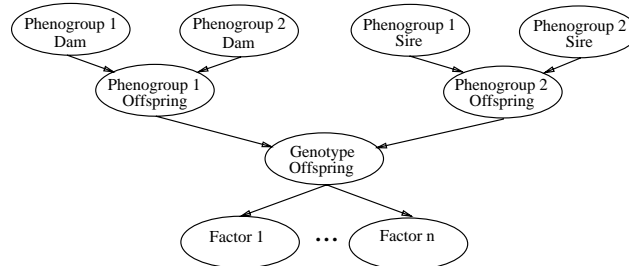 Phenogroup 1
Dam
Phenogroup 2
Dam
Phenogroup 1
Sire
Phenogroup 2
Sire
Phenogroup 1
Offspring
Phenogroup 2
Offspring
Genotype
Offspring
Factor 1
...
Factor n